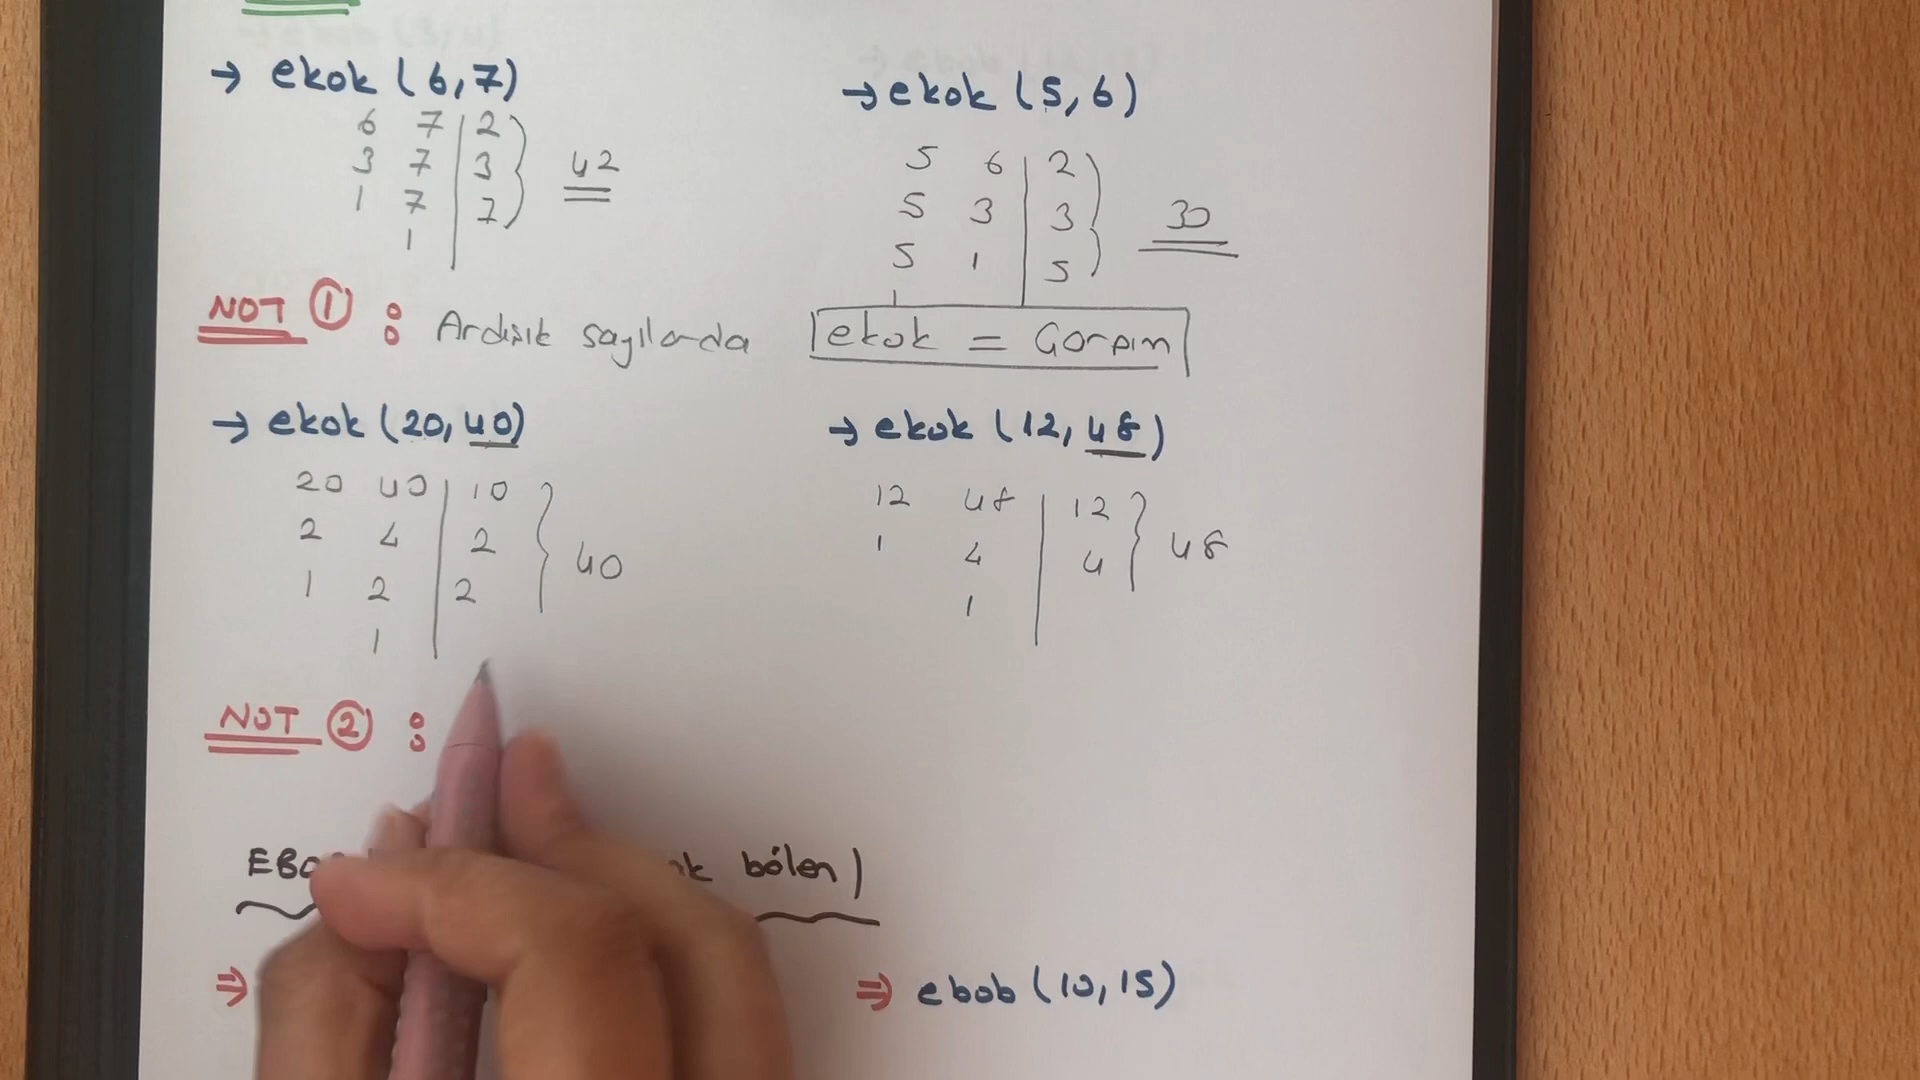 → ekok (6,7)
6 7 | 2
3 7 | 3
1 7 | 7
1
42
→ ekok (5,6)
5 6 | 2
5 3 | 3
5 1 | 5
1
30
NOT ① : Ardışık sayılarda ekok = Çarpım
→ ekok (20, 40)
20 40 | 10
2 4 | 2
1 2 | 2
1
40
→ ekok (12, 48)
12 48 | 12
1 4 | 4
1
48
NOT ② :
bölen)
⇒
⇒ ebob (10, 15)